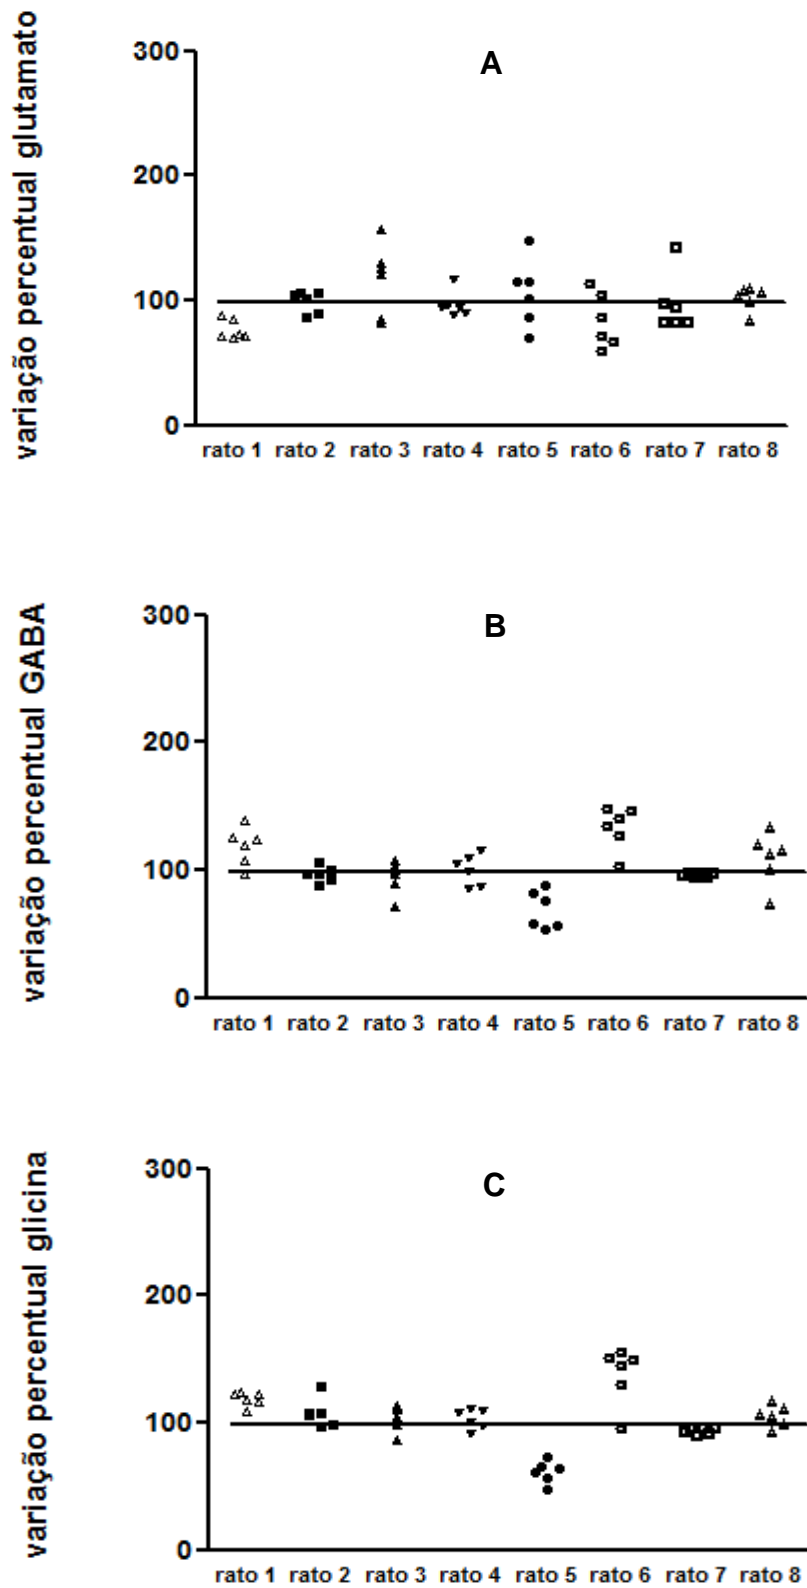 A
variação percentual glutamato
300
200
100
0
rato 1 rato 2 rato 3 rato 4 rato 5 rato 6 rato 7 rato 8
B
variação percentual GABA
300
200
100
0
rato 1 rato 2 rato 3 rato 4 rato 5 rato 6 rato 7 rato 8
C
variação percentual glicina
300
200
100
0
rato 1 rato 2 rato 3 rato 4 rato 5 rato 6 rato 7 rato 8